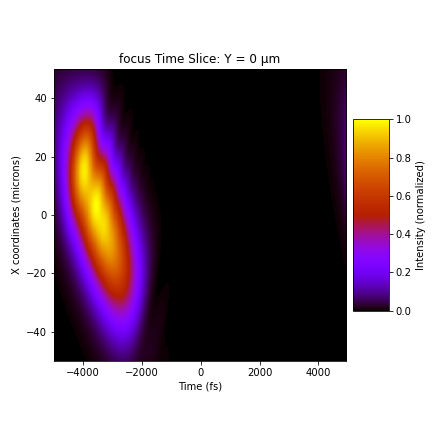 focus Time Slice: Y = 0 μm
40
20
0
−20
−40
X coordinates (microns)
−4000 −2000 0 2000 4000
Time (fs)
1.0
0.8
0.6
0.4
0.2
0.0
Intensity (normalized)